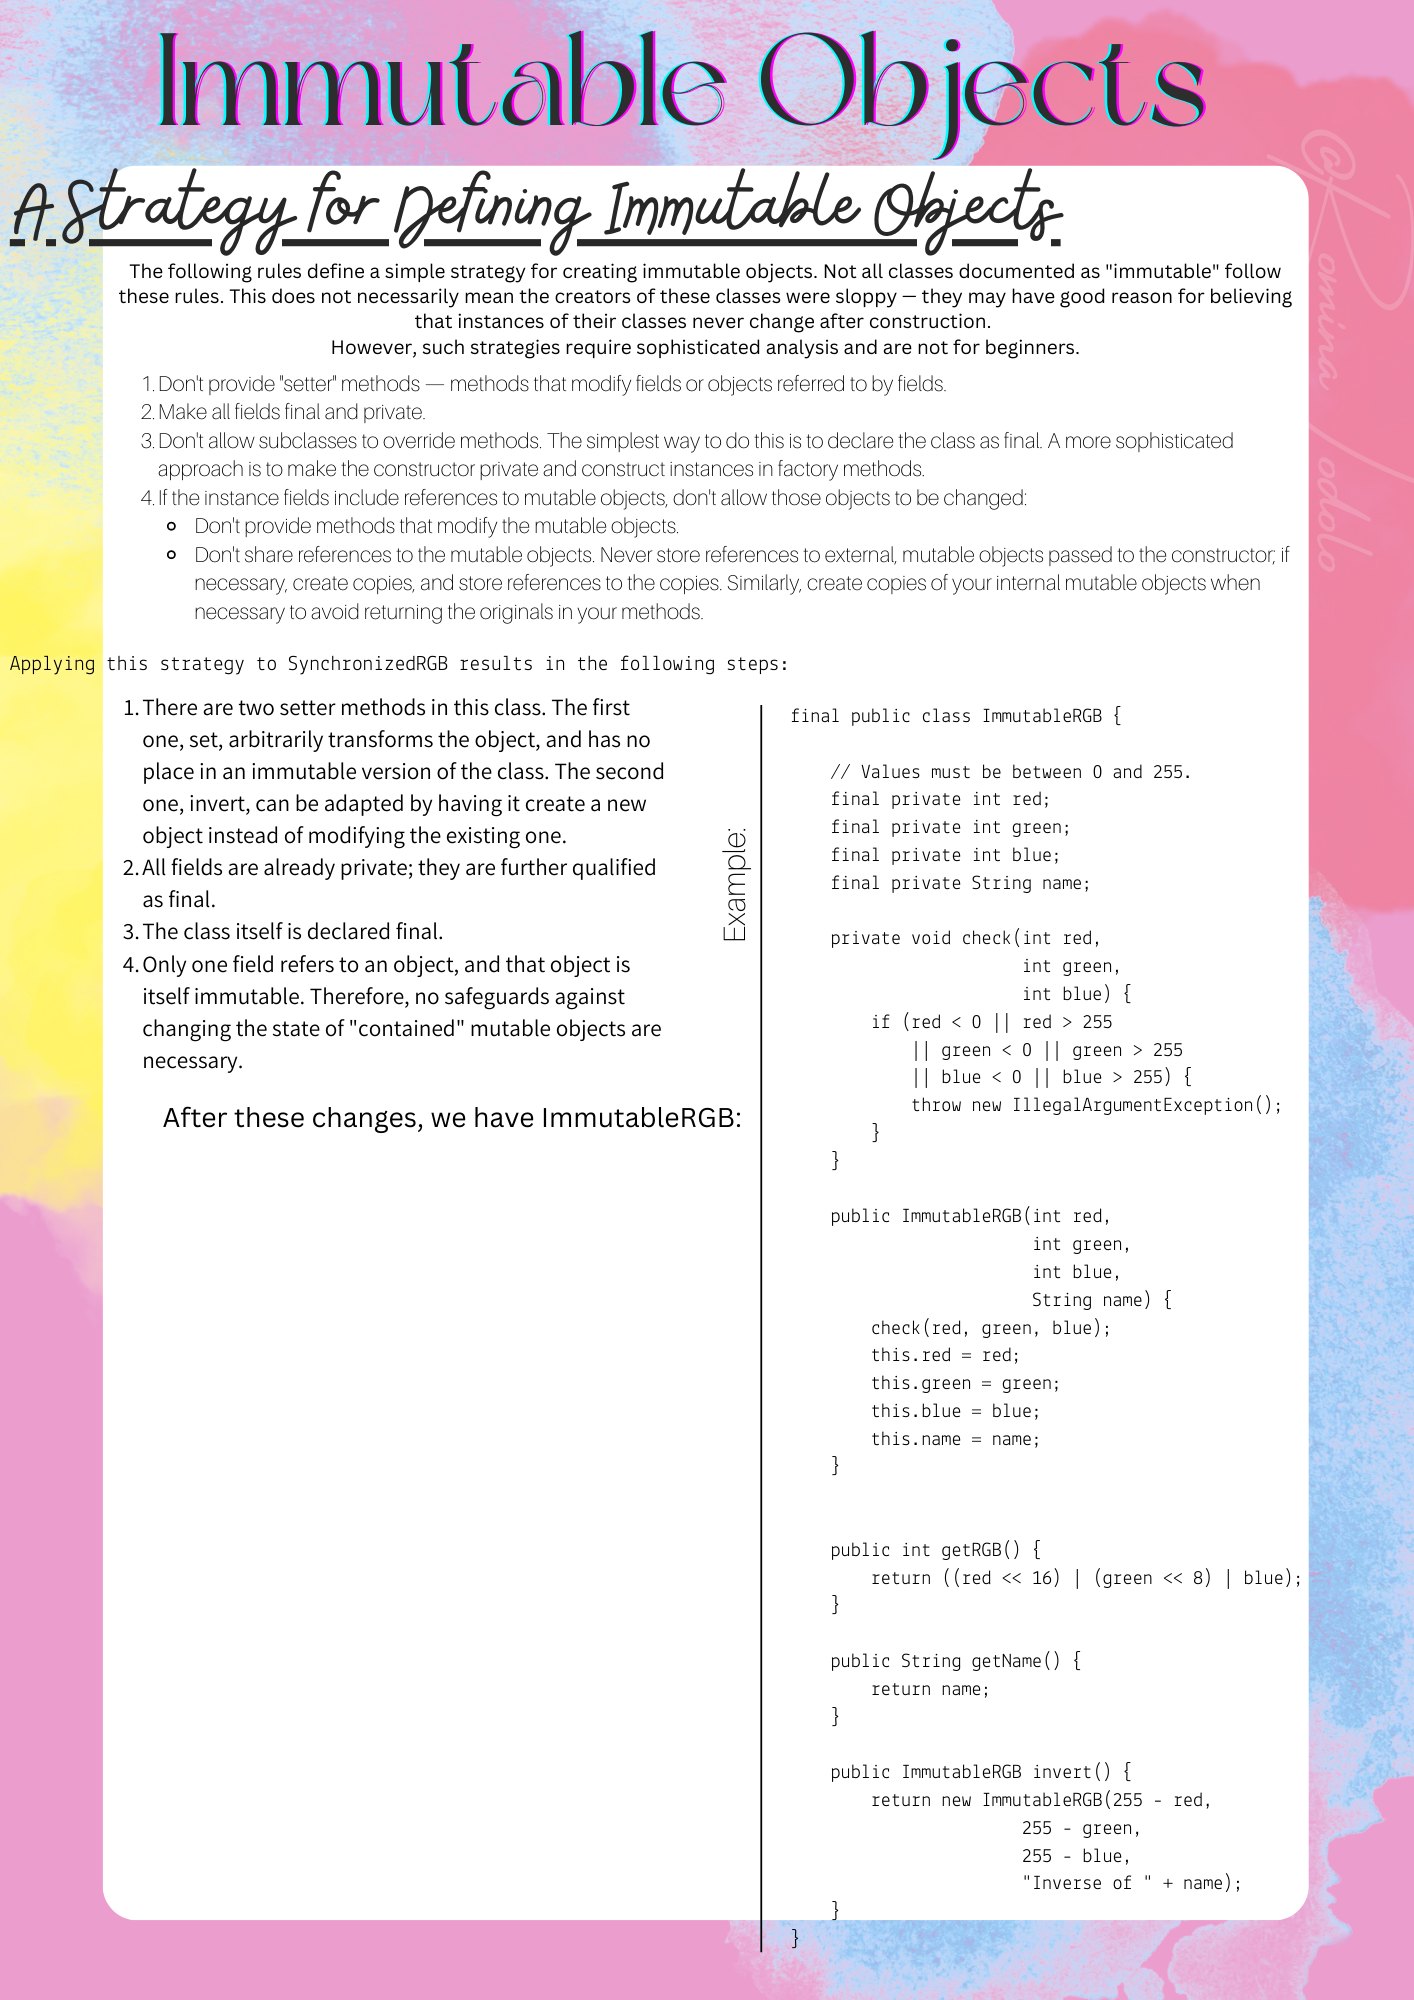 Immutable Objects
A Strategy for Defining Immutable Objects
The following rules define a simple strategy for creating immutable objects. Not all classes documented as "immutable" follow
these rules. This does not necessarily mean the creators of these classes were sloppy — they may have good reason for believing
that instances of their classes never change after construction.
However, such strategies require sophisticated analysis and are not for beginners.
1. Don't provide "setter" methods — methods that modify fields or objects referred to by fields.
2. Make all fields final and private.
3. Don't allow subclasses to override methods. The simplest way to do this is to declare the class as final. A more sophisticated
approach is to make the constructor private and construct instances in factory methods.
4. If the instance fields include references to mutable objects, don't allow those objects to be changed:
Don't provide methods that modify the mutable objects.
Don't share references to the mutable objects. Never store references to external, mutable objects passed to the constructor; if
necessary, create copies, and store references to the copies. Similarly, create copies of your internal mutable objects when
necessary to avoid returning the originals in your methods.
@Romina Iodolo
Applying this strategy to SynchronizedRGB results in the following steps:
1. There are two setter methods in this class. The first
one, set, arbitrarily transforms the object, and has no
place in an immutable version of the class. The second
one, invert, can be adapted by having it create a new
object instead of modifying the existing one.
2. All fields are already private; they are further qualified
as final.
3. The class itself is declared final.
4. Only one field refers to an object, and that object is
itself immutable. Therefore, no safeguards against
changing the state of "contained" mutable objects are
necessary.
After these changes, we have ImmutableRGB:
Example:
final public class ImmutableRGB {
// Values must be between 0 and 255.
final private int red;
final private int green;
final private int blue;
final private String name;
private void check(int red,
int green,
int blue) {
if (red < 0 || red > 255
|| green < 0 || green > 255
|| blue < 0 || blue > 255) {
throw new IllegalArgumentException();
}
}
public ImmutableRGB(int red,
int green,
int blue,
String name) {
check(red, green, blue);
this.red = red;
this.green = green;
this.blue = blue;
this.name = name;
}
public int getRGB() {
return ((red << 16) | (green << 8) | blue);
}
public String getName() {
return name;
}
public ImmutableRGB invert() {
return new ImmutableRGB(255 - red,
255 - green,
255 - blue,
"Inverse of " + name);
}
}